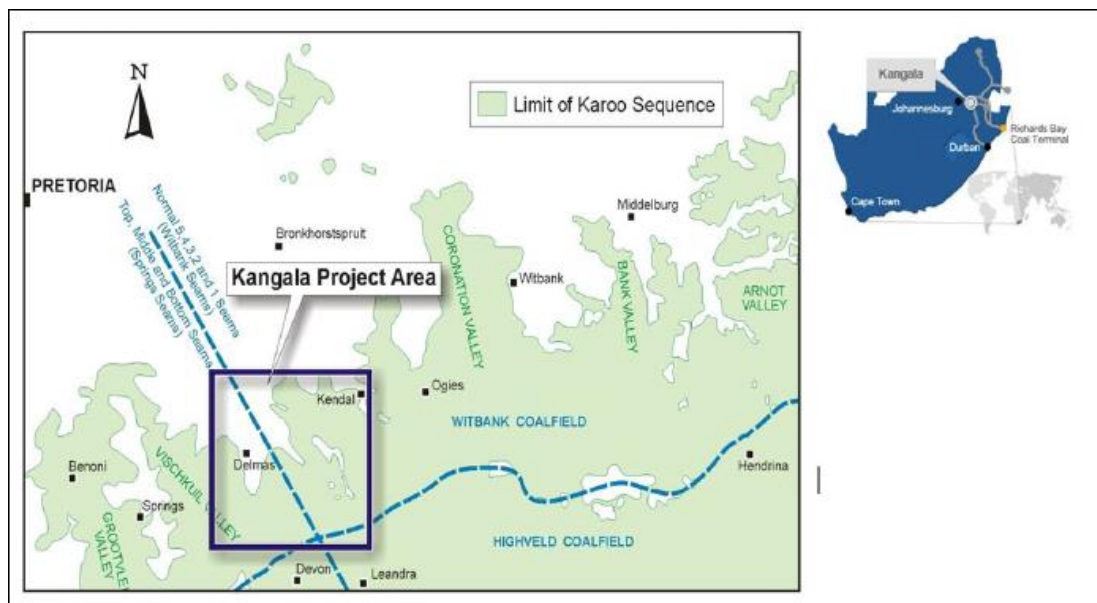 N
Limit of Karoo Sequence
PRETORIA
Normal 5,4,3,2 and 1 Seams
(Witbank Seams)
Top, Middle and Bottom Seams
(Springs Seams)
Bronkhorstspruit
Middelburg
CORONATION VALLEY
Witbank
BANK VALLEY
ARNOT
VALLEY
Kangala Project Area
Kendal
Ogies
WITBANK COALFIELD
Delmas
Benoni
VISCHKUIL VALLEY
Hendrina
Springs
GROOTVLEI
VALLEY
HIGHVELD COALFIELD
Devon
Leandra
Kangala
Johannesburg
Richards Bay
Coal Terminal
Durban
Cape Town